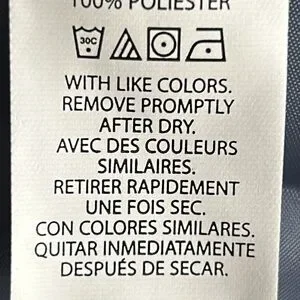 100% POLIESTER
30C
WITH LIKE COLORS.
REMOVE PROMPTLY
AFTER DRY.
AVEC DES COULEURS
SIMILAIRES.
RETIRER RAPIDEMENT
UNE FOIS SEC.
CON COLORES SIMILARES.
QUITAR INMEDIATAMENTE
DESPUÉS DE SECAR.